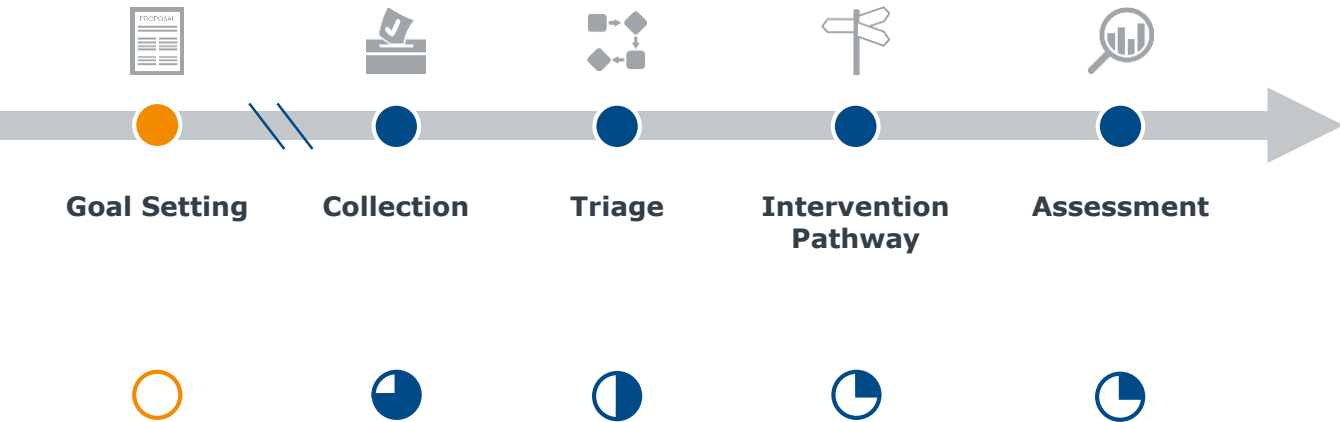 PROPOSAL
Goal Setting
Collection
Triage
Intervention
Pathway
Assessment